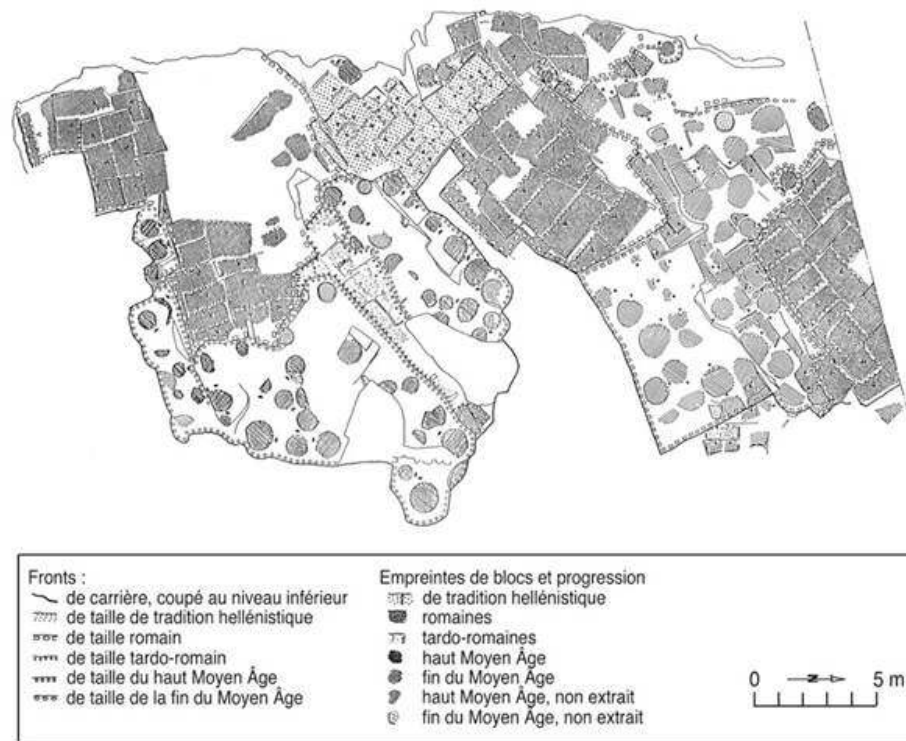 Fronts :
de carrière, coupé au niveau inférieur
de taille de tradition hellénistique
de taille romain
de taille tardo-romain
de taille du haut Moyen Âge
de taille de la fin du Moyen Âge
Empreintes de blocs et progression
de tradition hellénistique
romaines
tardo-romaines
haut Moyen Âge
fin du Moyen Âge
haut Moyen Âge, non extrait
fin du Moyen Âge, non extrait
0 N 5 m